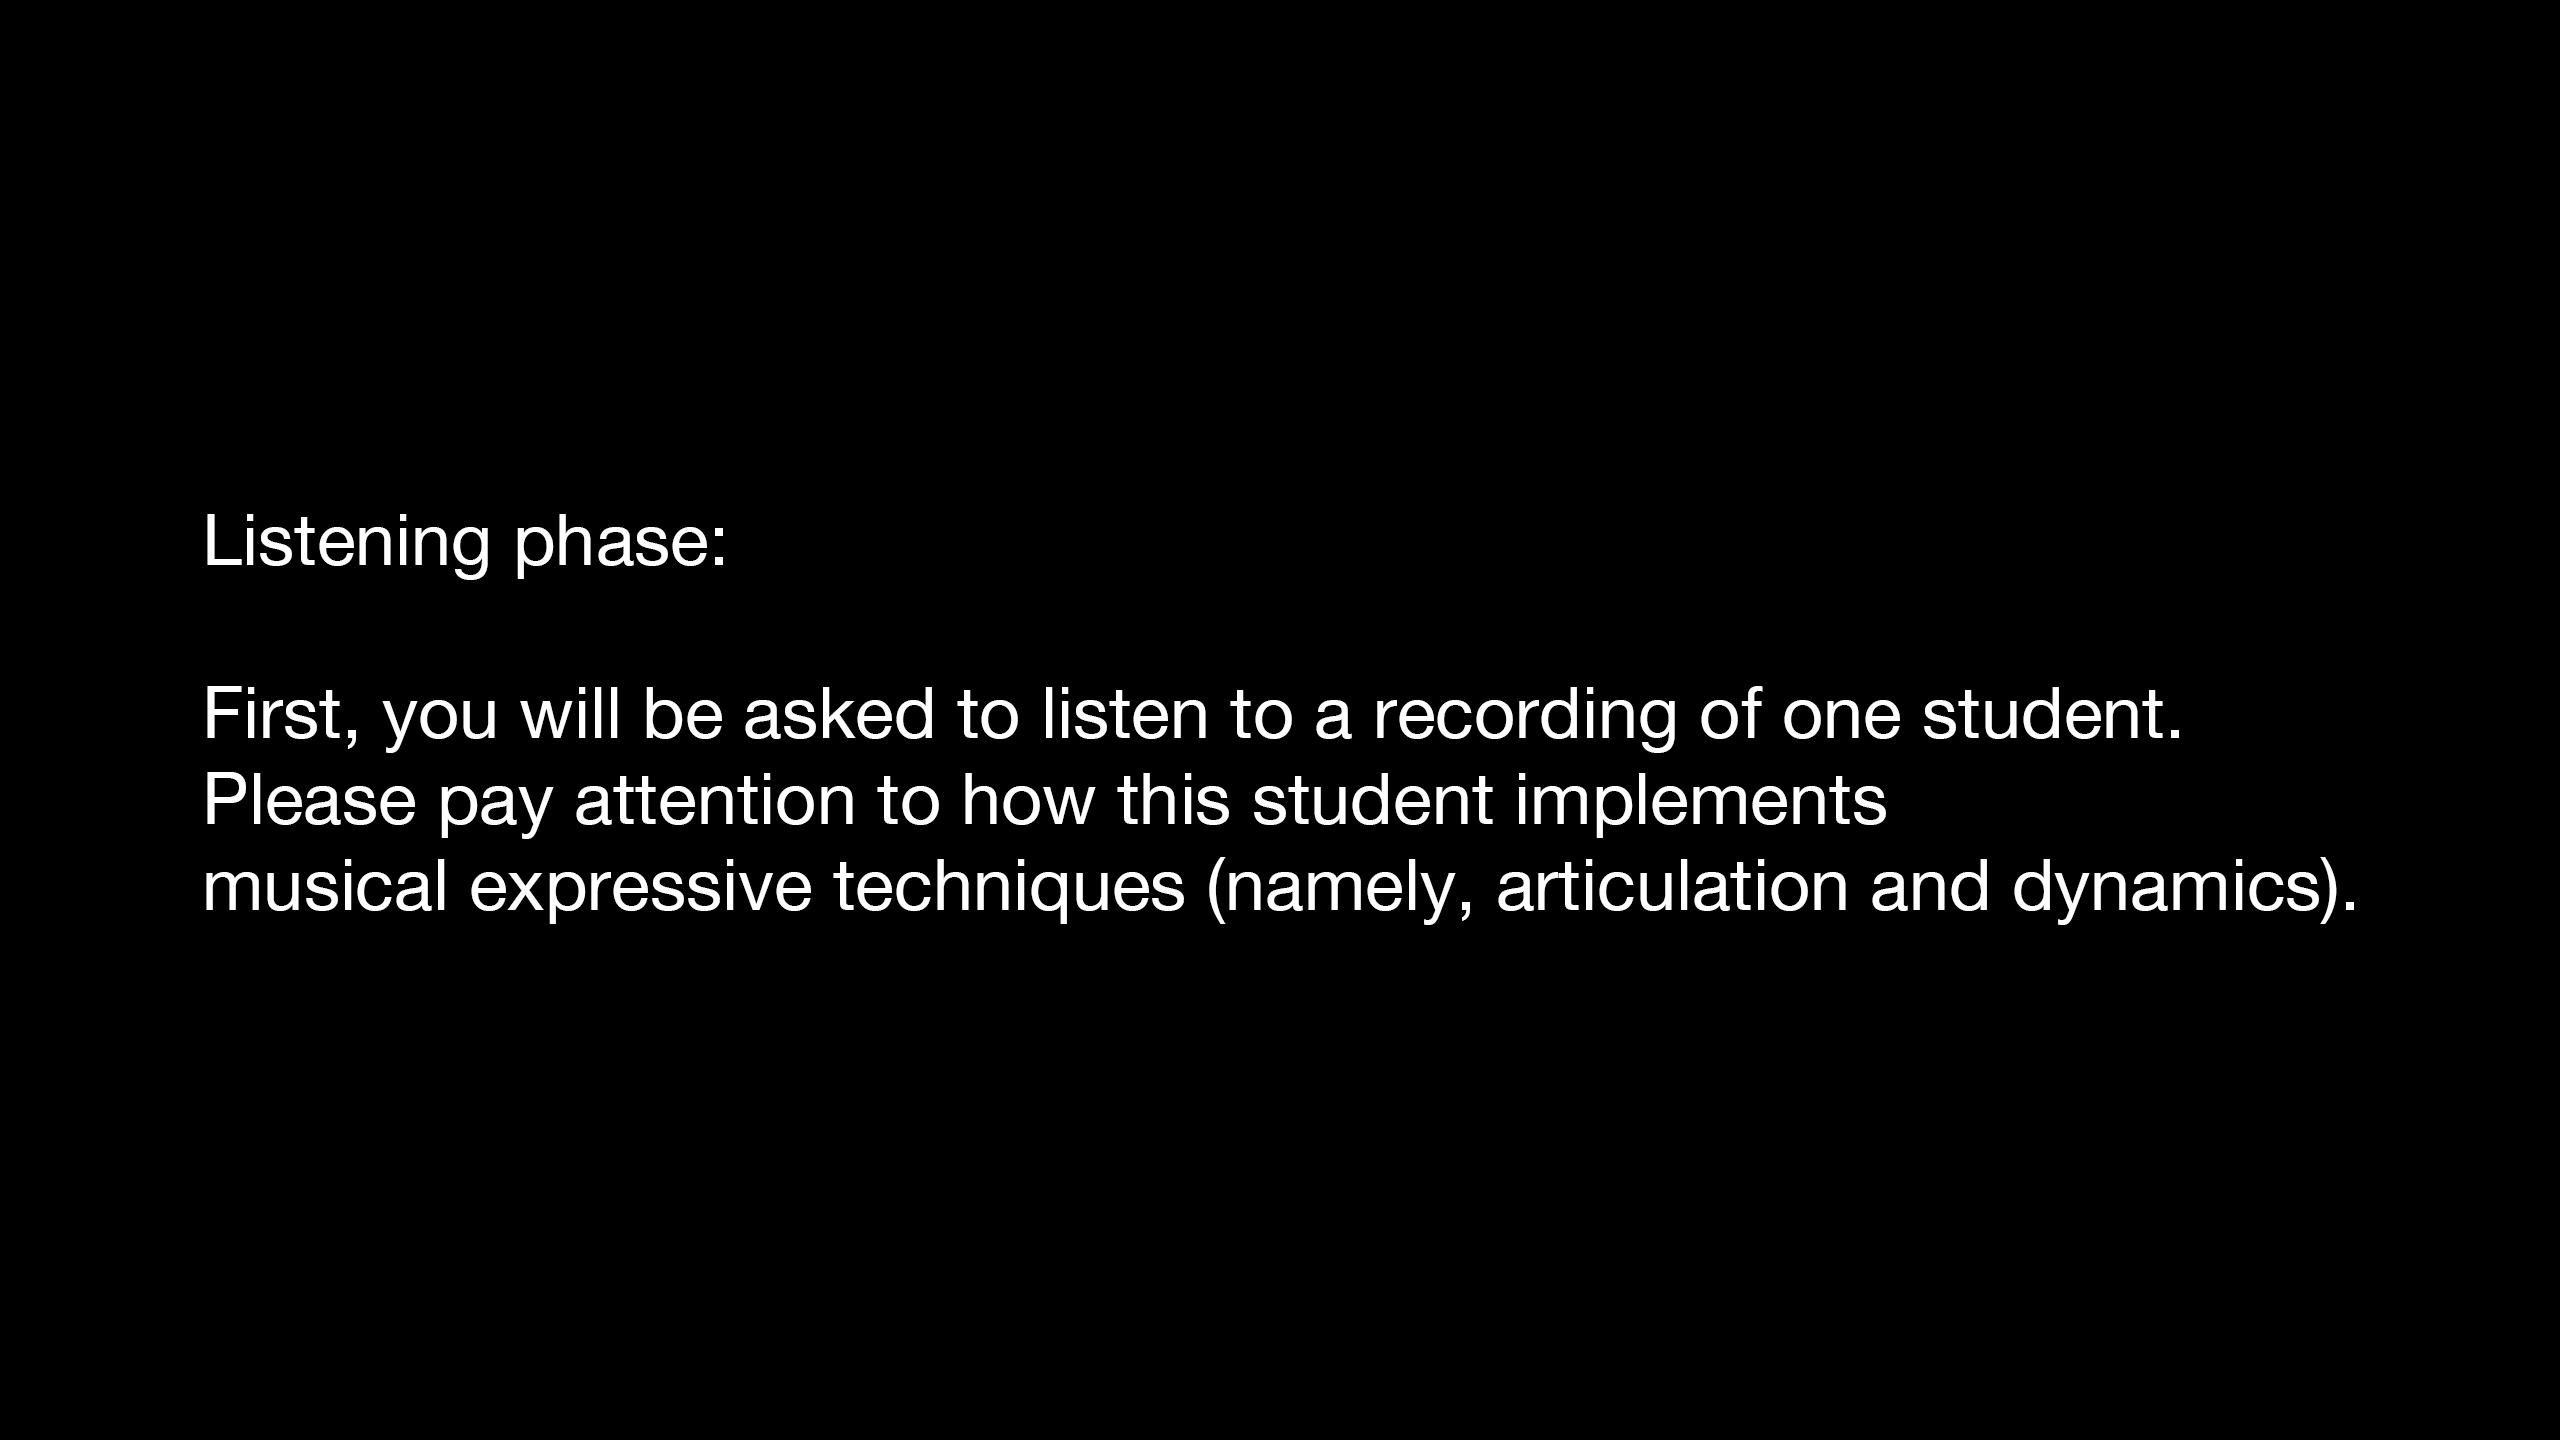 Listening phase:
First, you will be asked to listen to a recording of one student.
Please pay attention to how this student implements
musical expressive techniques (namely, articulation and dynamics).